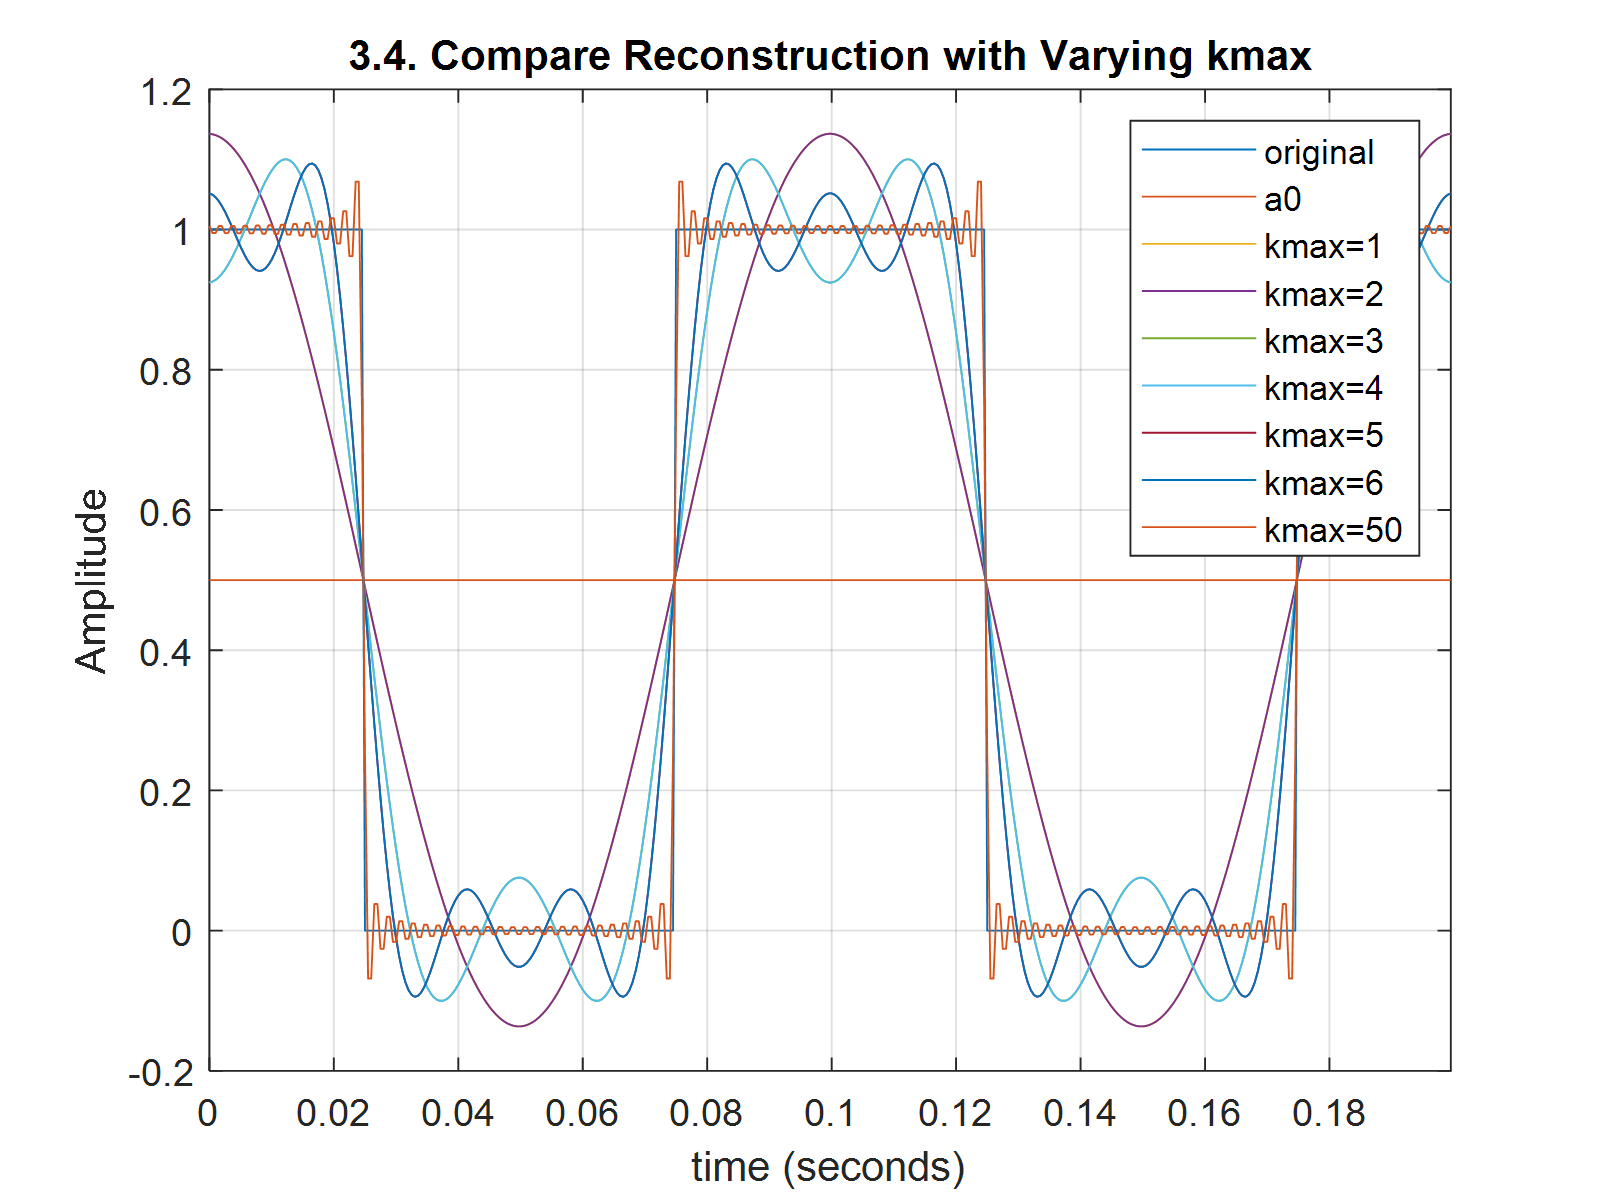 3.4. Compare Reconstruction with Varying kmax
1.2
1
0.8
0.6
0.4
0.2
0
-0.2
Amplitude
original
a0
kmax=1
kmax=2
kmax=3
kmax=4
kmax=5
kmax=6
kmax=50
0 0.02 0.04 0.06 0.08 0.1 0.12 0.14 0.16 0.18
time (seconds)